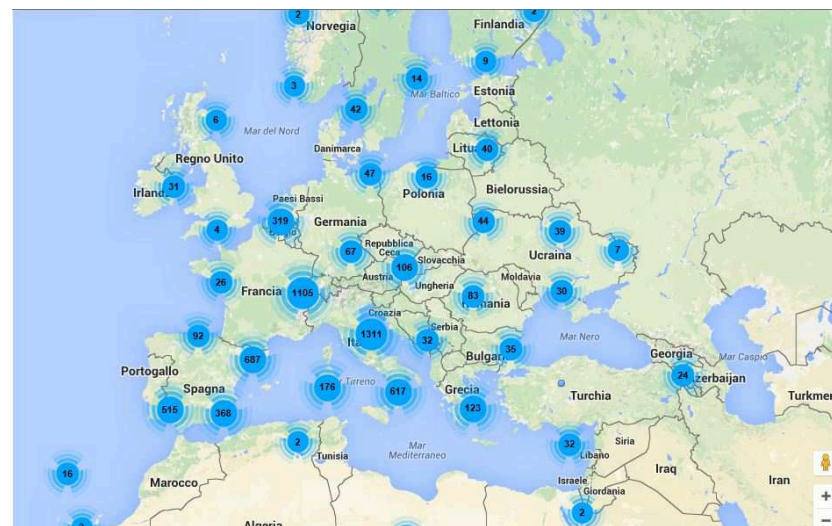 2
2
Norvegia
Finlandia
9
14
3
Estonia
Mar Baltico
42
6
Lettonia
Mar del Nord
Danimarca
40
Regno Unito
47
16
Irlanda
31
Bielorussia
Polonia
Paesi Bassi
319
Germania
4
44
39
Ucraina
7
67
Repubblica
Ceca
Slovacchia
106
Austria
26
Francia
1105
Ungheria
Moldavia
83
30
Croazia
1311
Serbia
32
Mar Nero
92
35
Georgia
Mar Caspio
687
Portogallo
Spagna
24
Grecia
Turchia
176
Tirreno
617
515
368
123
2
Tunisia
Mar
Mediterraneo
32
Siria
Libano
Iraq
Iran
16
Marocco
Israele
Giordania
2
Algeria
+